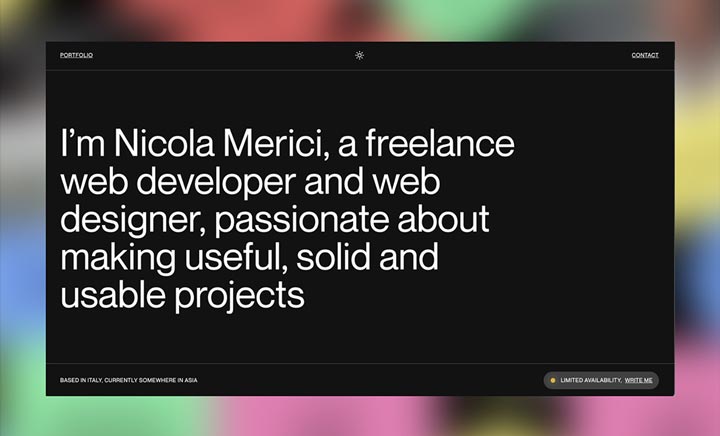 PORTFOLIO
CONTACT
I’m Nicola Merici, a freelance
web developer and web
designer, passionate about
making useful, solid and
usable projects
BASED IN ITALY, CURRENTLY SOMEWHERE IN ASIA
LIMITED AVAILABILITY, WRITE ME